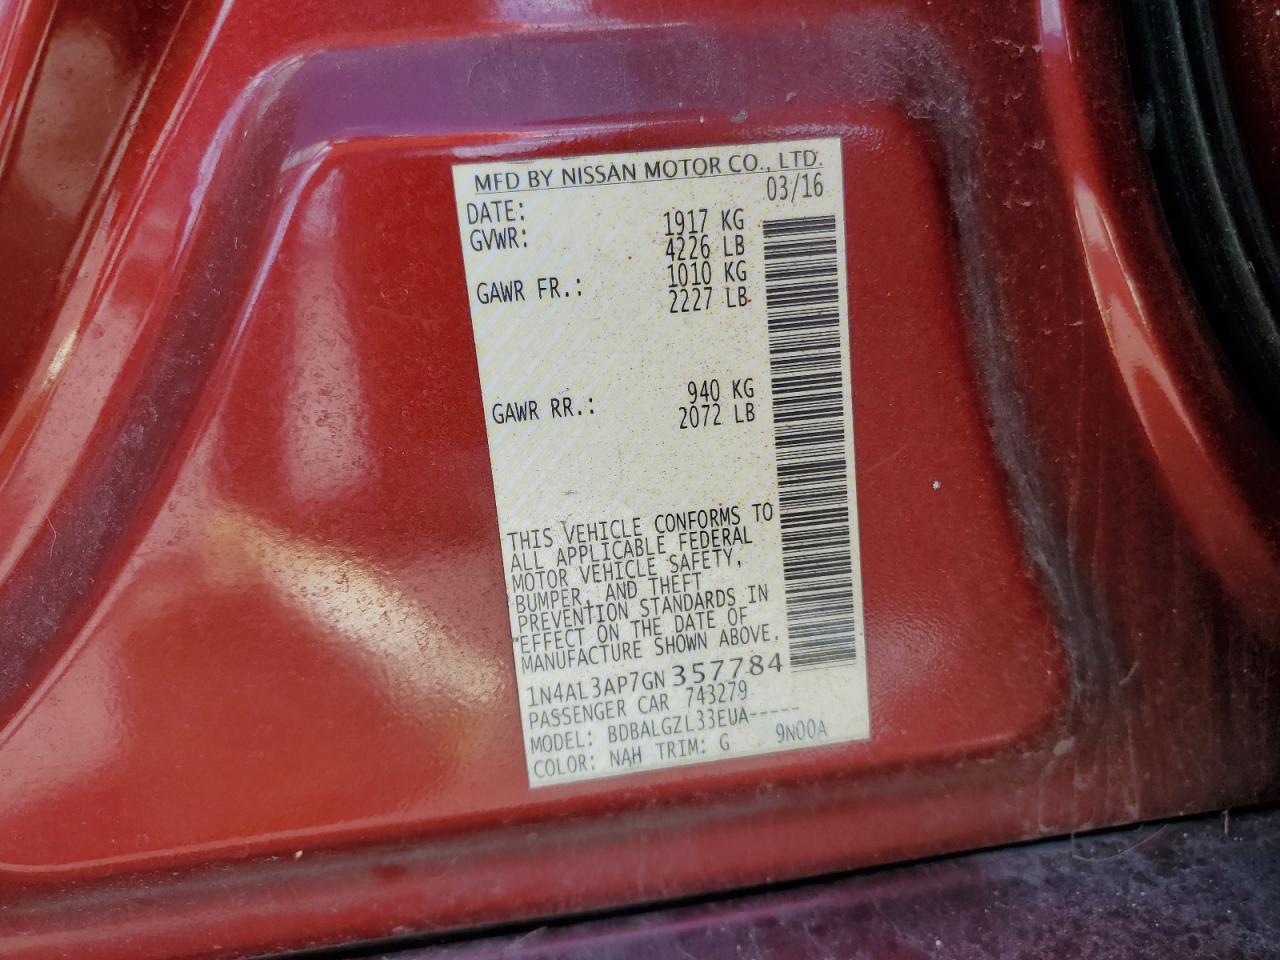 MFD BY NISSAN MOTOR CO., LTD.
DATE: 03/16
GVWR: 1917 KG
4226 LB
GAWR FR.: 1010 KG
2227 LB
GAWR RR.: 940 KG
2072 LB
THIS VEHICLE CONFORMS TO
ALL APPLICABLE FEDERAL
MOTOR VEHICLE SAFETY,
BUMPER, AND THEFT
PREVENTION STANDARDS IN
EFFECT ON THE DATE OF
MANUFACTURE SHOWN ABOVE.
1N4AL3AP7GN357784
PASSENGER CAR 743279
MODEL: BDBALGZL33EUA-----
COLOR: NAH TRIM: G 9N00A